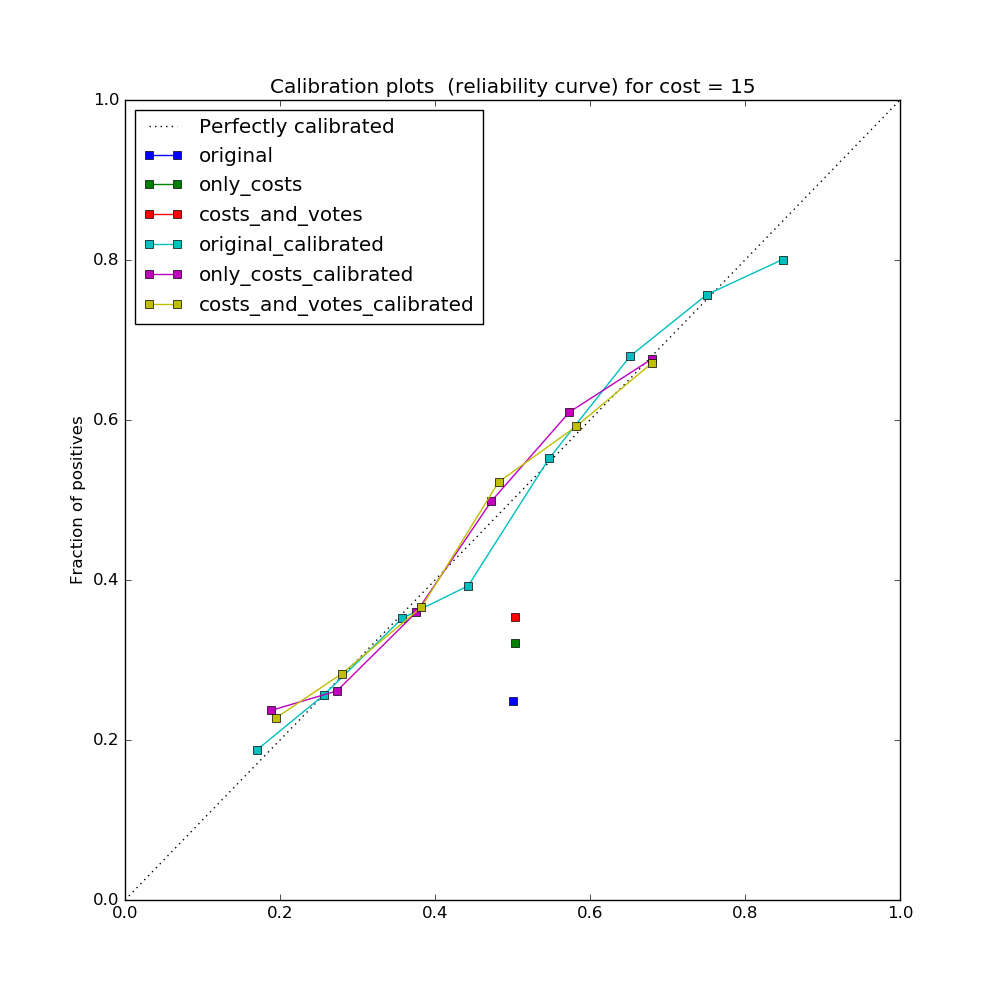 Calibration plots  (reliability curve) for cost = 15
1.0
Perfectly calibrated
original
only_costs
costs_and_votes
original_calibrated
only_costs_calibrated
costs_and_votes_calibrated
0.8
0.6
Fraction of positives
0.4
0.2
0.0
0.0 0.2 0.4 0.6 0.8 1.0